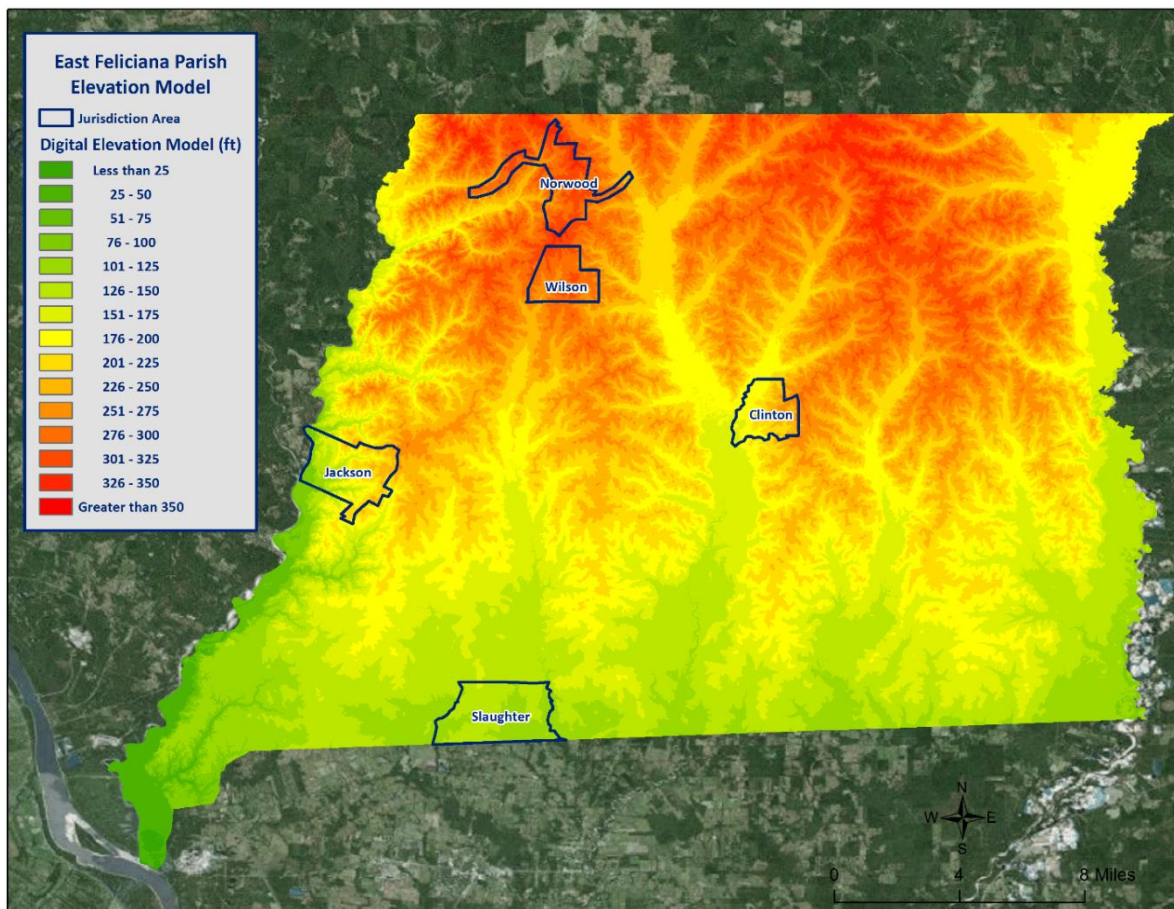 East Feliciana Parish
Elevation Model
Jurisdiction Area
Digital Elevation Model (ft)
Less than 25
25 - 50
51 - 75
76 - 100
101 - 125
126 - 150
151 - 175
176 - 200
201 - 225
226 - 250
251 - 275
276 - 300
301 - 325
326 - 350
Greater than 350
Norwood
Wilson
Clinton
Jackson
Slaughter
N
W E
S
0 4 8 Miles